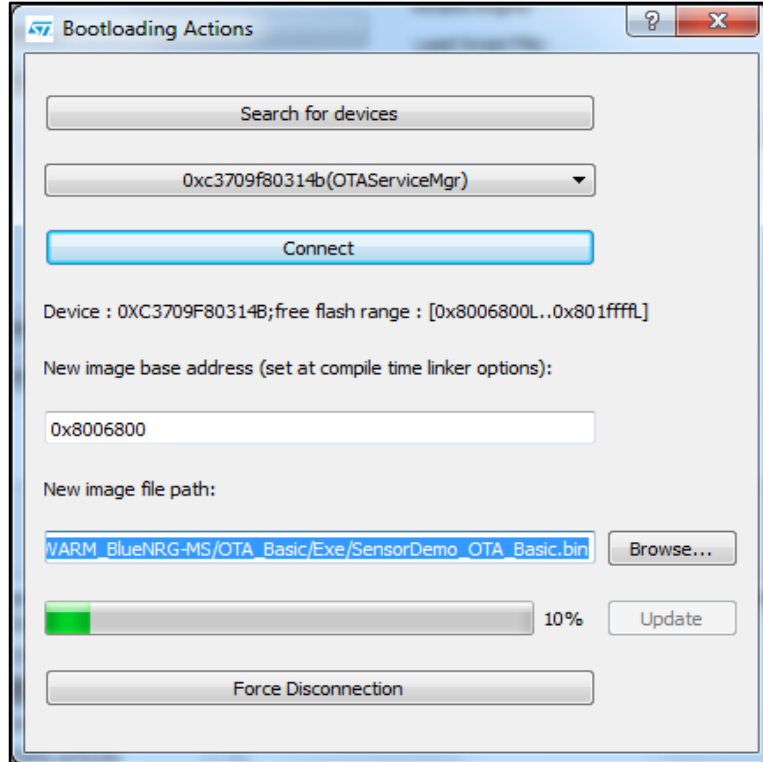 ST Bootloading Actions
Search for devices
0xc3709f80314b(OTAServiceMgr)
Connect
Device : 0XC3709F80314B;free flash range : [0x8006800L..0x801ffffL]
New image base address (set at compile time linker options):
0x8006800
New image file path:
WARM_BlueNRG-MS/OTA_Basic/Exe/SensorDemo_OTA_Basic.bin Browse...
10% Update
Force Disconnection